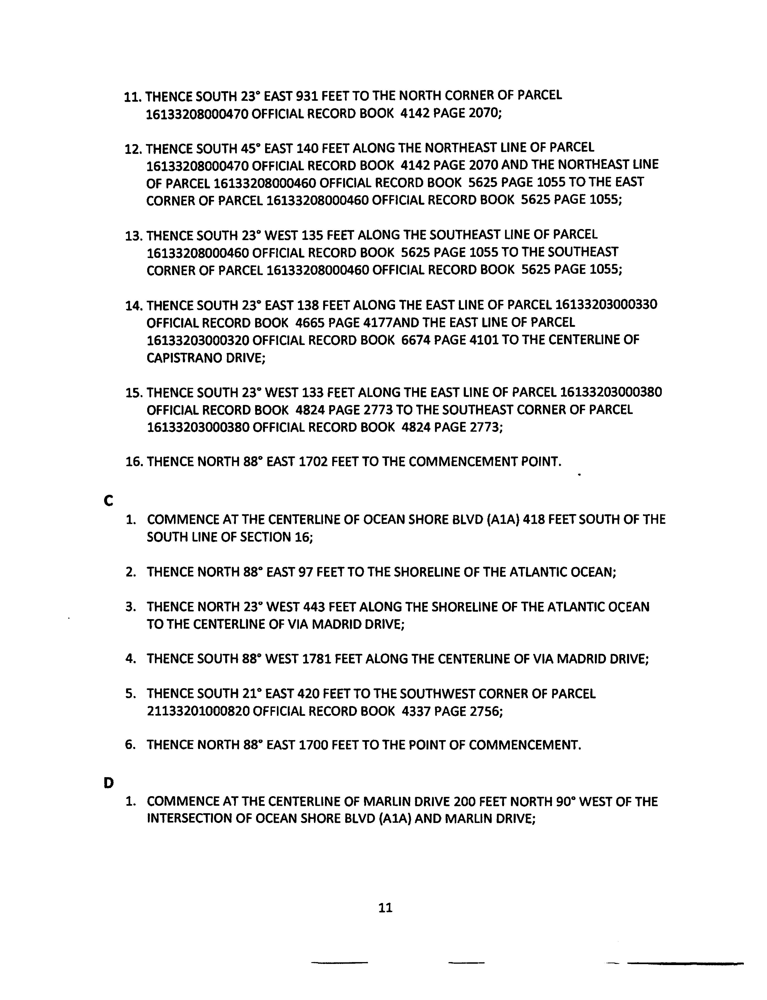 11. THENCE SOUTH 23° EAST 931 FEET TO THE NORTH CORNER OF PARCEL
16133208000470 OFFICIAL RECORD BOOK 4142 PAGE 2070;
12. THENCE SOUTH 45° EAST 140 FEET ALONG THE NORTHEAST LINE OF PARCEL
16133208000470 OFFICIAL RECORD BOOK 4142 PAGE 2070 AND THE NORTHEAST LINE
OF PARCEL 16133208000460 OFFICIAL RECORD BOOK 5625 PAGE 1055 TO THE EAST
CORNER OF PARCEL 16133208000460 OFFICIAL RECORD BOOK 5625 PAGE 1055;
13. THENCE SOUTH 23° WEST 135 FEET ALONG THE SOUTHEAST LINE OF PARCEL
16133208000460 OFFICIAL RECORD BOOK 5625 PAGE 1055 TO THE SOUTHEAST
CORNER OF PARCEL 16133208000460 OFFICIAL RECORD BOOK 5625 PAGE 1055;
14. THENCE SOUTH 23° EAST 138 FEET ALONG THE EAST LINE OF PARCEL 16133203000330
OFFICIAL RECORD BOOK 4665 PAGE 4177AND THE EAST LINE OF PARCEL
16133203000320 OFFICIAL RECORD BOOK 6674 PAGE 4101 TO THE CENTERLINE OF
CAPISTRANO DRIVE;
15. THENCE SOUTH 23° WEST 133 FEET ALONG THE EAST LINE OF PARCEL 16133203000380
OFFICIAL RECORD BOOK 4824 PAGE 2773 TO THE SOUTHEAST CORNER OF PARCEL
16133203000380 OFFICIAL RECORD BOOK 4824 PAGE 2773;
16. THENCE NORTH 88° EAST 1702 FEET TO THE COMMENCEMENT POINT.
C
1. COMMENCE AT THE CENTERLINE OF OCEAN SHORE BLVD (A1A) 418 FEET SOUTH OF THE
SOUTH LINE OF SECTION 16;
2. THENCE NORTH 88° EAST 97 FEET TO THE SHORELINE OF THE ATLANTIC OCEAN;
3. THENCE NORTH 23° WEST 443 FEET ALONG THE SHORELINE OF THE ATLANTIC OCEAN
TO THE CENTERLINE OF VIA MADRID DRIVE;
4. THENCE SOUTH 88° WEST 1781 FEET ALONG THE CENTERLINE OF VIA MADRID DRIVE;
5. THENCE SOUTH 21° EAST 420 FEET TO THE SOUTHWEST CORNER OF PARCEL
21133201000820 OFFICIAL RECORD BOOK 4337 PAGE 2756;
6. THENCE NORTH 88° EAST 1700 FEET TO THE POINT OF COMMENCEMENT.
D
1. COMMENCE AT THE CENTERLINE OF MARLIN DRIVE 200 FEET NORTH 90° WEST OF THE
INTERSECTION OF OCEAN SHORE BLVD (A1A) AND MARLIN DRIVE;
11